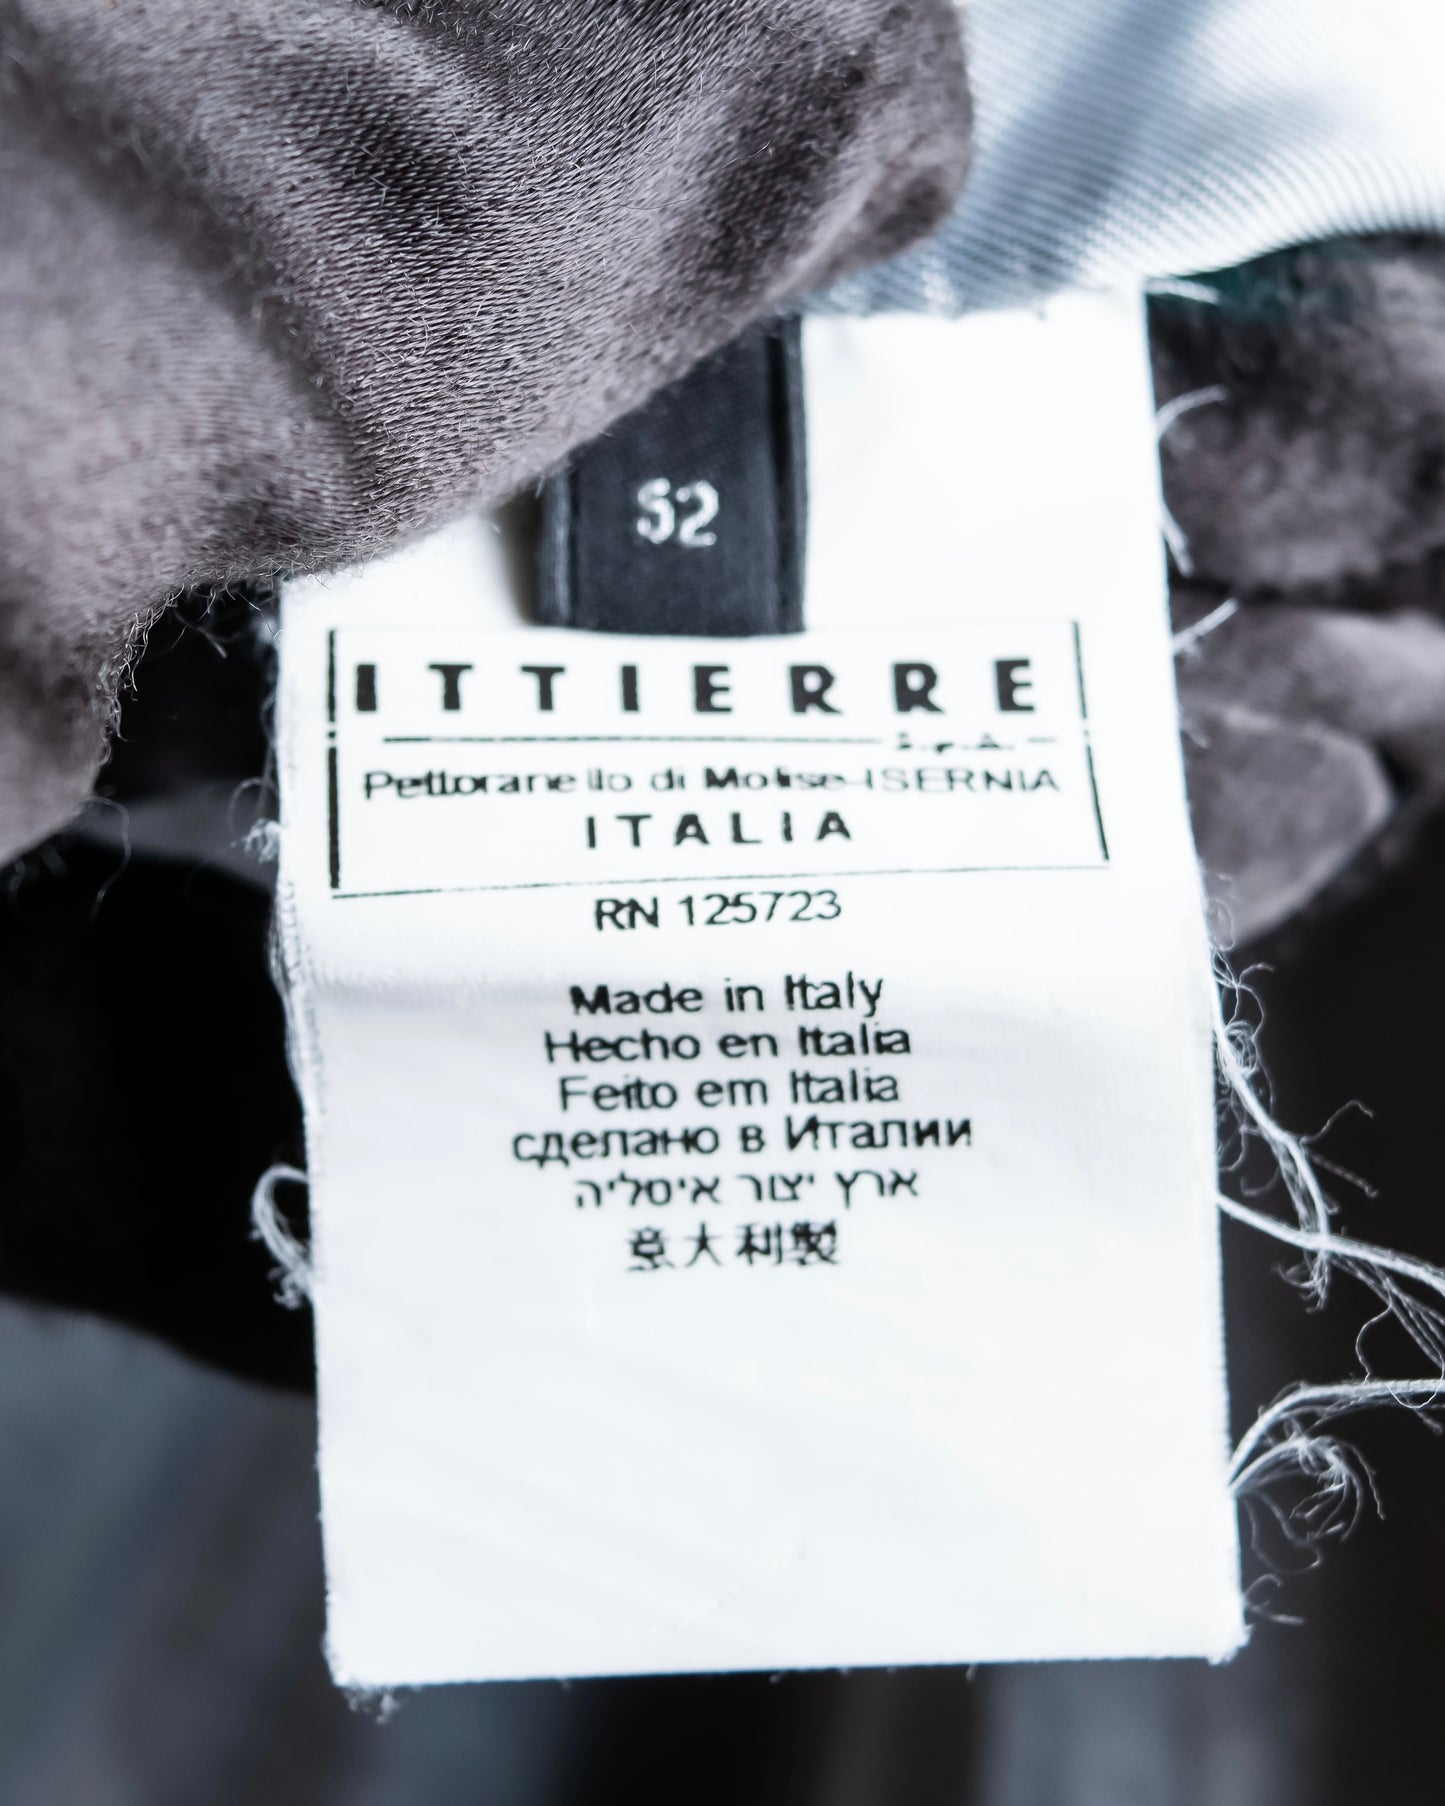 52
ITTIERRE
S.p.A.
Pettoranello di Molise-ISERNIA
ITALIA
RN 125723
Made in Italy
Hecho en Italia
Feito em Italia
сделано в Италии
ארץ יצור איטליה
意大利製